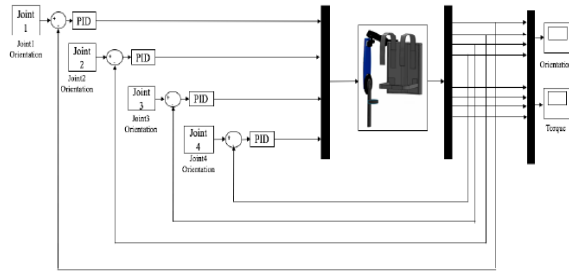 Joint
1
PID
Joint1
Orientation
Joint
2
PID
Joint2
Orientation
Joint
3
PID
Joint3
Orientation
Joint
4
PID
Joint4
Orientation
Orientation
Torque